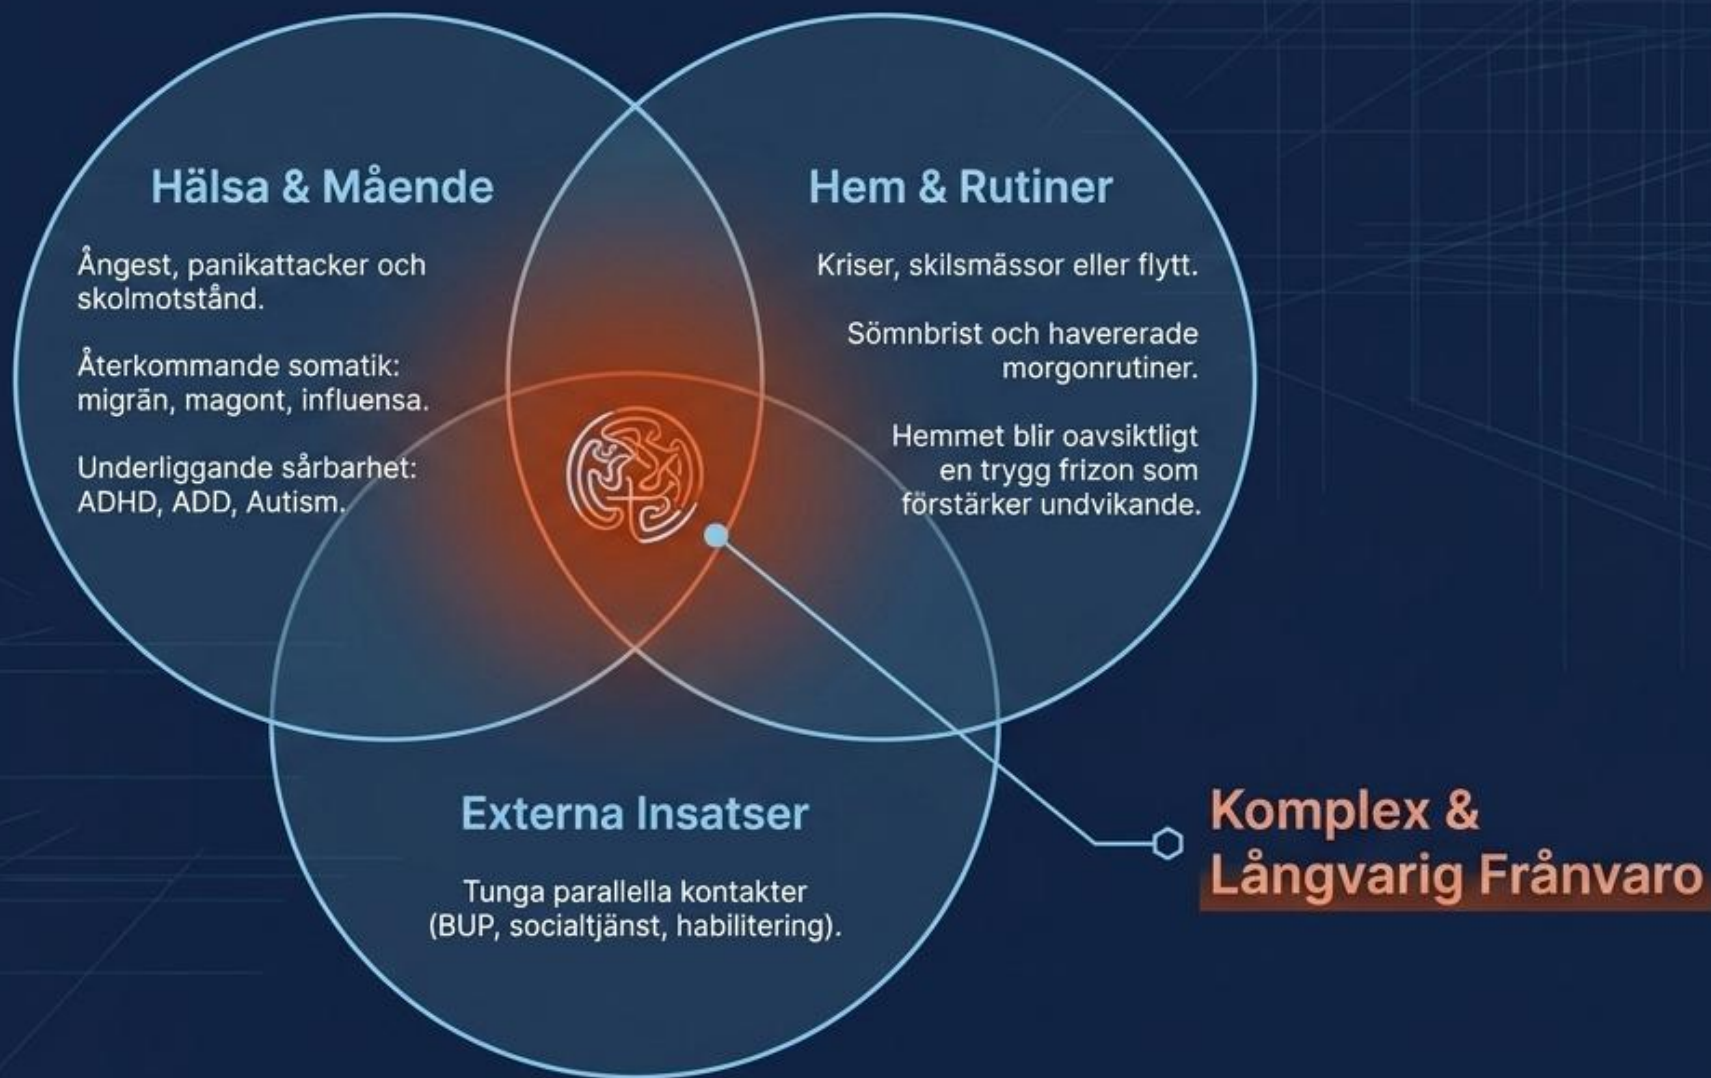 Hälsa & Mående
Ångest, panikattacker och
skolmotstånd.
Återkommande somatik:
migrän, magont, influensa.
Underliggande sårbarhet:
ADHD, ADD, Autism.
Hem & Rutiner
Kriser, skilsmässor eller flytt.
Sömnbrist och havererade
morgonrutiner.
Hemmet blir oavsiktligt
en trygg frizon som
förstärker undvikande.
Externa Insatser
Tunga parallella kontakter
(BUP, socialtjänst, habilitering).
Komplex &
Långvarig Frånvaro